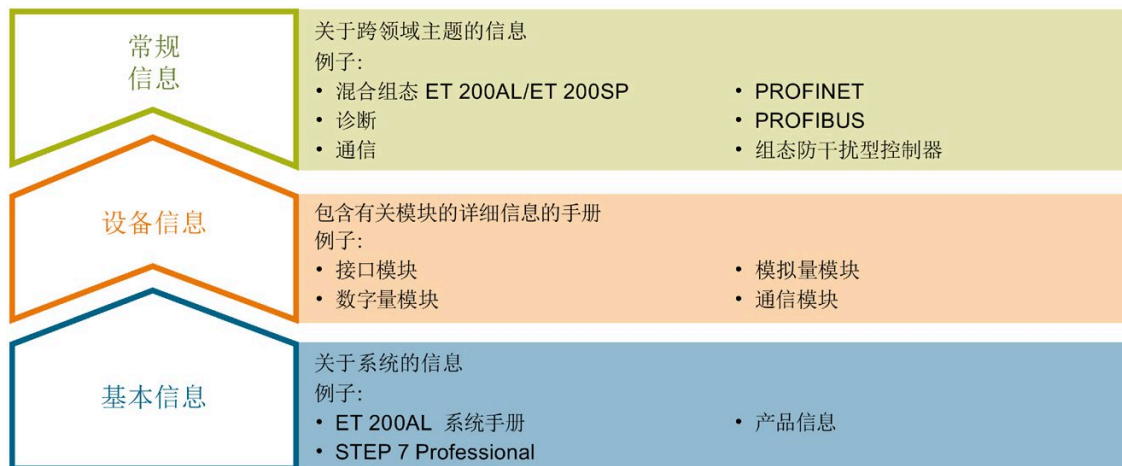 常规
信息
关于跨领域主题的信息
例子:
• 混合组态 ET 200AL/ET 200SP
• 诊断
• 通信
• PROFINET
• PROFIBUS
• 组态防干扰型控制器
设备信息
包含有关模块的详细信息的手册
例子:
• 接口模块
• 数字量模块
• 模拟量模块
• 通信模块
基本信息
关于系统的信息
例子:
• ET 200AL 系统手册
• STEP 7 Professional
• 产品信息